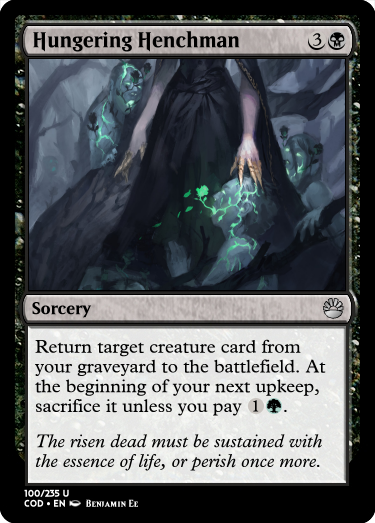 Hungering Henchman 3
Sorcery
Return target creature card from
your graveyard to the battlefield. At
the beginning of your next upkeep,
sacrifice it unless you pay 1.
The risen dead must be sustained with
the essence of life, or perish once more.
100/235 U
COD • EN Benjamin Ee